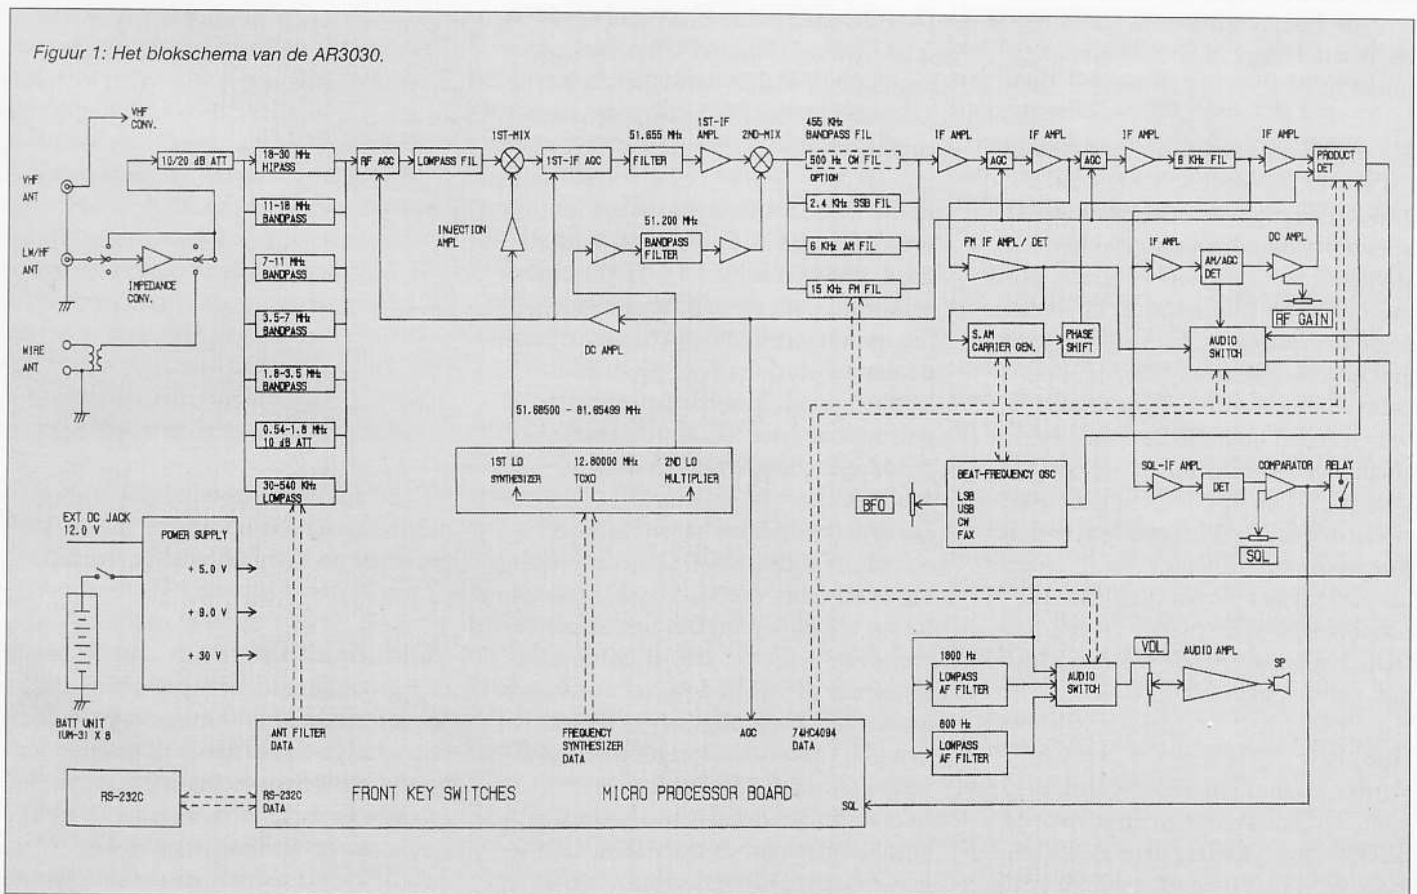 Figuur 1: Het blokschema van de AR3030.
VHF
CONV.
VHF
ANT
LW/HF
ANT
WIRE
ANT
10/20 dB ATT
IMPEDANCE
CONV.
18-30 MHz
HIPASS
11-18 MHz
BANDPASS
7-11 MHz
BANDPASS
3.5-7 MHz
BANDPASS
1.8-3.5 MHz
BANDPASS
0.54-1.8 MHz
10 dB ATT.
30-540 KHz
LOWPASS
RF AGC
LOWPASS FIL
1ST-MIX
INJECTION
AMPL
1ST-IF AGC
51.655 MHz
FILTER
1ST-IF
AMPL
2ND-MIX
51.200 MHz
BANDPASS
FILTER
DC AMPL
455 KHz
BANDPASS FIL
500 Hz CW FIL
OPTION
2.4 KHz SSB FIL
6 KHz AM FIL
15 KHz FM FIL
IF AMPL
AGC
IF AMPL
AGC
IF AMPL
8 KHz FIL
IF AMPL
PRODUCT
DET
FM IF AMPL/ DET
IF AMPL
AM/AGC
DET
DC AMPL
RF GAIN
S.AM
CARRIER GEN.
PHASE
SHIFT
AUDIO
SWITCH
51.68500 - 81.65499 MHz
1ST LO
SYNTHESIZER
12.80000 MHz
TCXO
2ND LO
MULTIPLIER
BFO
BEAT-FREQUENCY OSC
LSB
USB
CW
FAX
SQL-IF AMPL
DET
COMPARATOR
RELAY
SQL
EXT DC JACK
12.0 V
POWER SUPPLY
+ 5.0 V
+ 9.0 V
+ 30 V
BATT UNIT
(UM-3) X 8
1800 Hz
LOWPASS
AF FILTER
800 Hz
LOWPASS
AF FILTER
AUDIO
SWITCH
VOL
AUDIO AMPL
SP
ANT FILTER
DATA
FREQUENCY
SYNTHESIZER
DATA
AGC
74HC4094
DATA
RS-232C
RS-232C
DATA
FRONT KEY SWITCHES
MICRO PROCESSOR BOARD
SQL